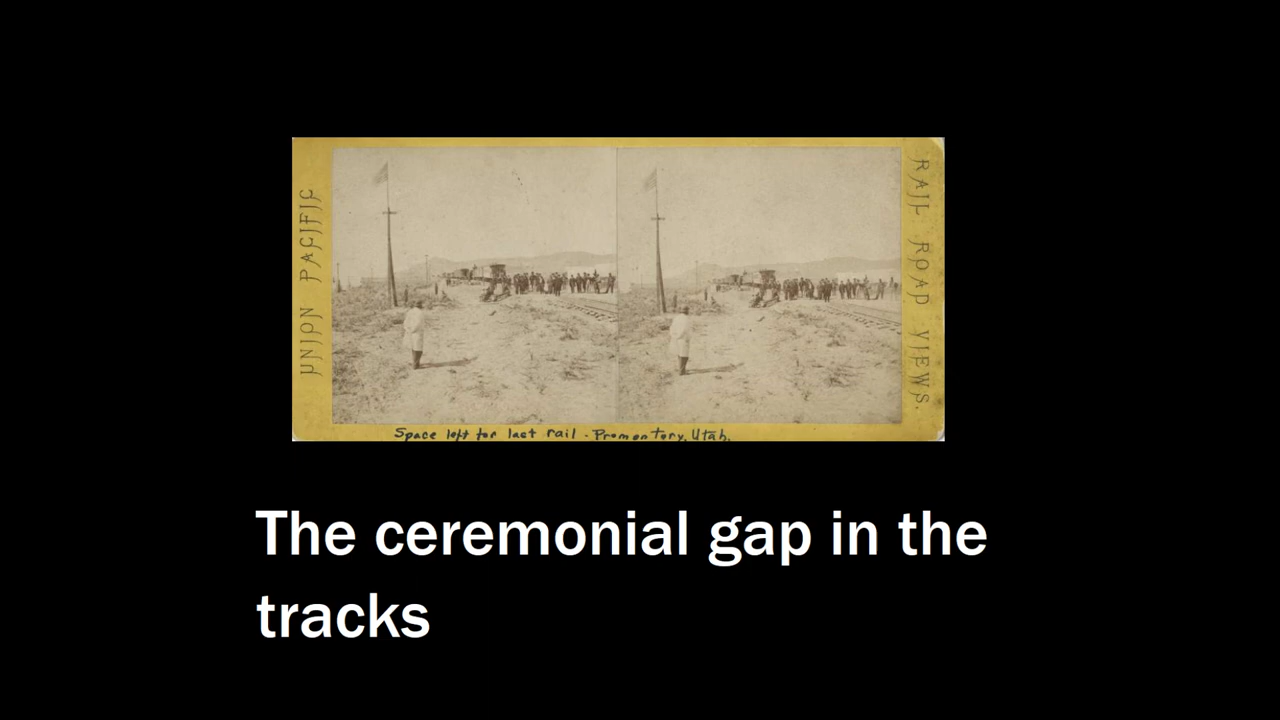 UNION PACIFIC
RAIL ROAD VIEWS.
Space left for last rail - Promontory, Utah.
The ceremonial gap in the
tracks